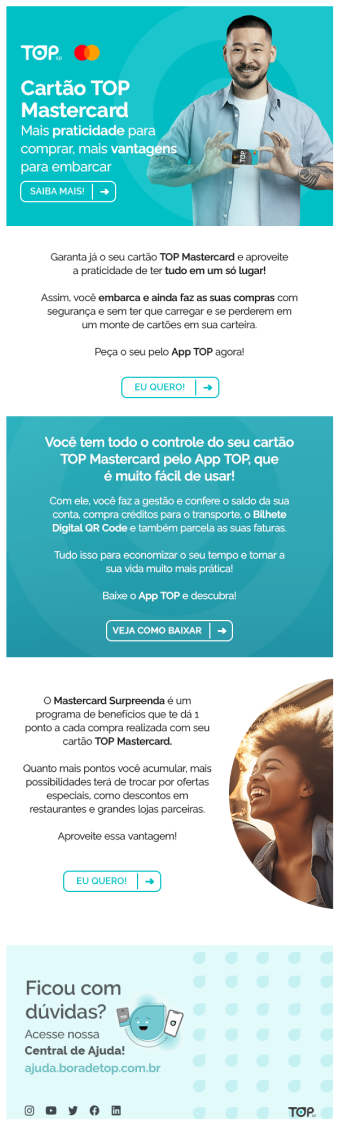 TOP.sp
Cartão TOP
Mastercard
Mais praticidade para
comprar, mais vantagens
para embarcar
SAIBA MAIS!
TOP
Garanta já o seu cartão TOP Mastercard e aproveite
a praticidade de ter tudo em um só lugar!
Assim, você embarca e ainda faz as suas compras com
segurança e sem ter que carregar e se perderem em
um monte de cartões em sua carteira.
Peça o seu pelo App TOP agora!
EU QUERO!
Você tem todo o controle do seu cartão
TOP Mastercard pelo App TOP, que
é muito fácil de usar!
Com ele, você faz a gestão e confere o saldo da sua
conta, compra créditos para o transporte, o Bilhete
Digital QR Code e também parcela as suas faturas.
Tudo isso para economizar o seu tempo e tornar a
sua vida muito mais prática!
Baixe o App TOP e descubra!
VEJA COMO BAIXAR
O Mastercard Surpreenda é um
programa de benefícios que te dá 1
ponto a cada compra realizada com seu
cartão TOP Mastercard.
Quanto mais pontos você acumular, mais
possibilidades terá de trocar por ofertas
especiais, como descontos em
restaurantes e grandes lojas parceiras.
Aproveite essa vantagem!
EU QUERO!
Ficou com
dúvidas?
Acesse nossa
Central de Ajuda!
ajuda.boradetop.com.br
TOP.sp